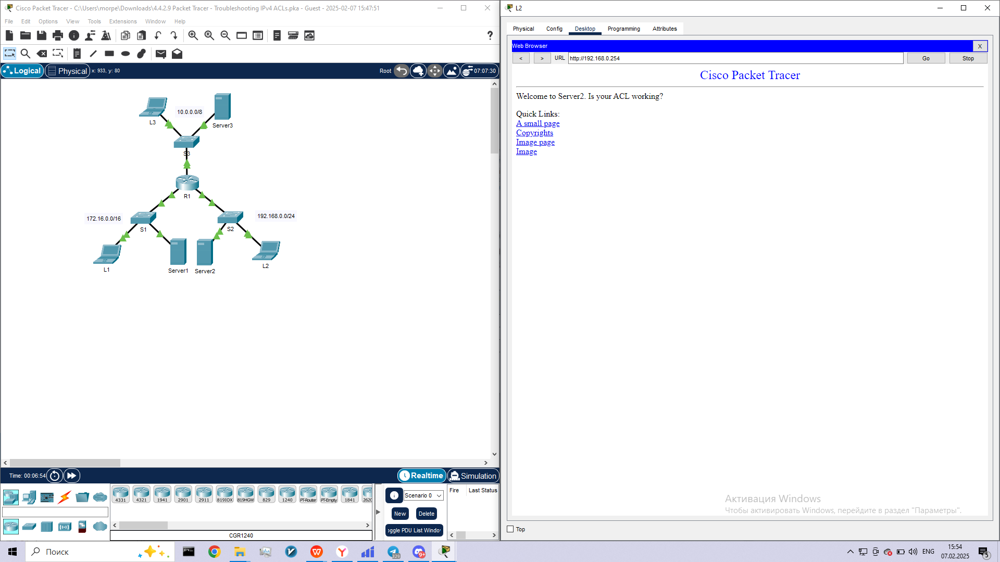 Cisco Packet Tracer - C:\Users\morpe\Downloads\4.4.2.9 Packet Tracer - Troubleshooting IPv4 ACLs.pka - Guest - 2025-02-07 15:47:51
File Edit Options View Tools Extensions Window Help
Logical Physical x: 933, y: 80 Root 07:07:30
10.0.0.0/8
L3
Server3
S3
R1
172.16.0.0/16
192.168.0.0/24
S1
S2
L1
Server1
Server2
L2
Time: 00:06:54 Realtime Simulation
4331 4321 1941 2901 2911 819IOX 819HGW 829 1240 PT-Router PT-Empty 1841 2620
CGR1240
Scenario 0
New Delete
oggle PDU List Windo
Fire Last Status
L2
Physical Config Desktop Programming Attributes
Web Browser X
< > URL http://192.168.0.254 Go Stop
Cisco Packet Tracer
Welcome to Server2. Is your ACL working?
Quick Links:
A small page
Copyrights
Image page
Image
Активация Windows
Чтобы активировать Windows, перейдите в раздел "Параметры".
Top
Поиск
329
9+
ENG
15:54
07.02.2025
5